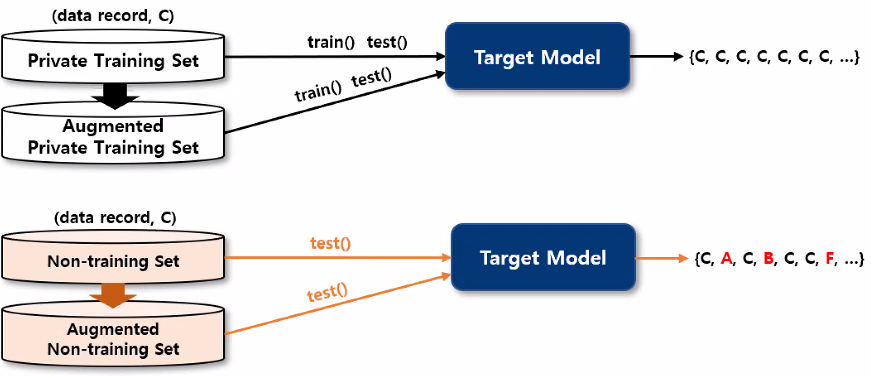 (data record, C)
Private Training Set
train() test()
Target Model
{C, C, C, C, C, C, C, ...}
train() test()
Augmented
Private Training Set
(data record, C)
Non-training Set
test()
Target Model
{C, A, C, B, C, C, F, ...}
test()
Augmented
Non-training Set